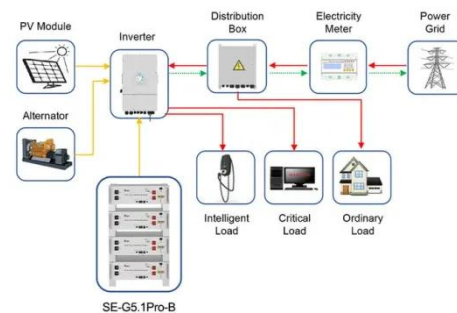 PV Module
Inverter
Distribution
Box
Electricity
Meter
Power
Grid
Alternator
Intelligent
Load
Critical
Load
Ordinary
Load
SE-G5.1Pro-B